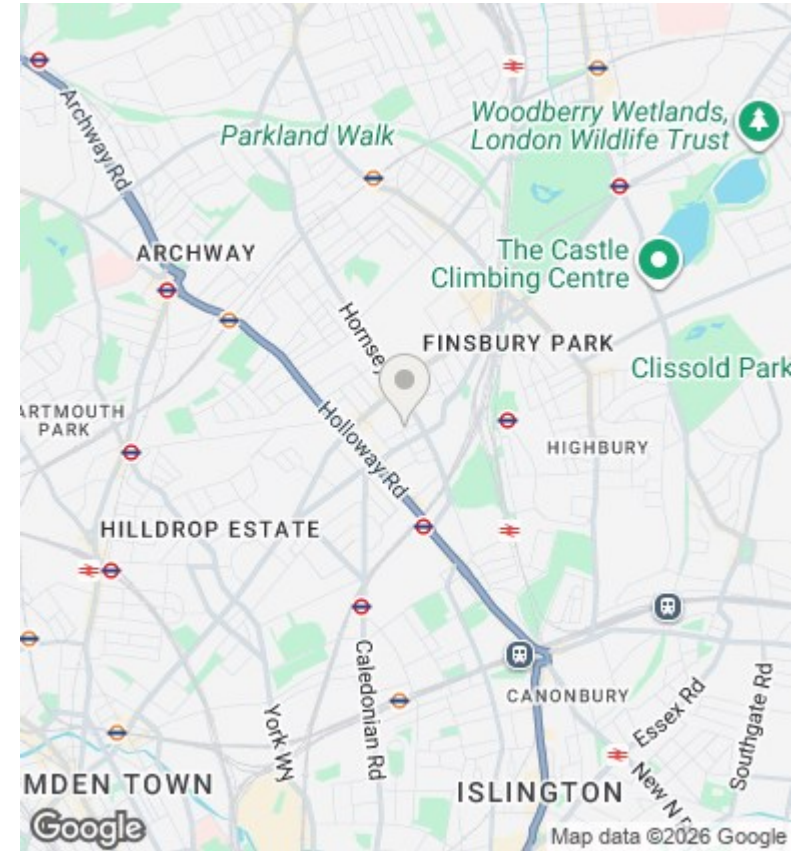 Archway Rd
Parkland Walk
Woodberry Wetlands,
London Wildlife Trust
ARCHWAY
The Castle
Climbing Centre
Hornsey
FINSBURY PARK
Clissold Park
ARTMOUTH
PARK
Holloway Rd
HIGHBURY
HILLDROP ESTATE
Caledonian Rd
York Wy
CANONBURY
Essex Rd
Southgate Rd
New N R
MDEN TOWN
ISLINGTON
Google
Map data ©2026 Google